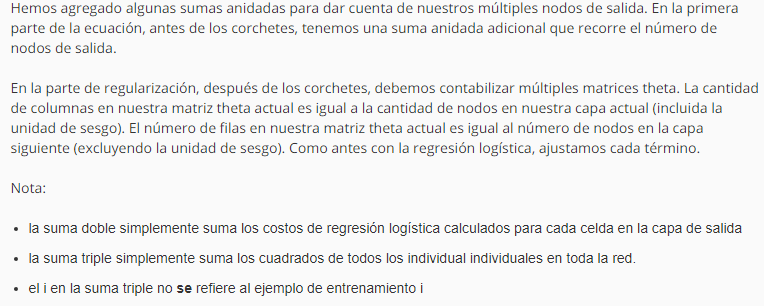 Hemos agregado algunas sumas anidadas para dar cuenta de nuestros múltiples nodos de salida. En la primera
parte de la ecuación, antes de los corchetes, tenemos una suma anidada adicional que recorre el número de
nodos de salida.
En la parte de regularización, después de los corchetes, debemos contabilizar múltiples matrices theta. La cantidad
de columnas en nuestra matriz theta actual es igual a la cantidad de nodos en nuestra capa actual (incluida la
unidad de sesgo). El número de filas en nuestra matriz theta actual es igual al número de nodos en la capa
siguiente (excluyendo la unidad de sesgo). Como antes con la regresión logística, ajustamos cada término.
Nota:
• la suma doble simplemente suma los costos de regresión logística calculados para cada celda en la capa de salida
• la suma triple simplemente suma los cuadrados de todos los individual individuales en toda la red.
• el i en la suma triple no se refiere al ejemplo de entrenamiento i